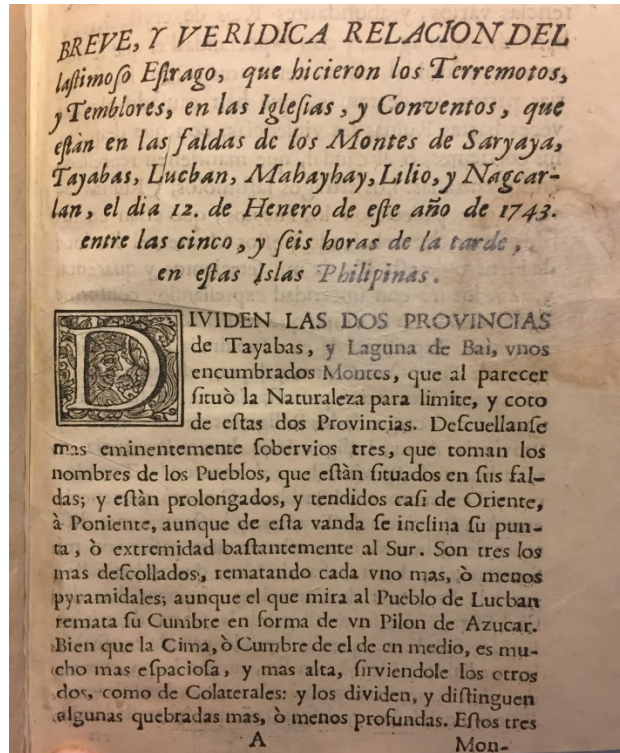 BREVE, Y VERIDICA RELACION DEL
laſtimoſo Eſtrago, que hicieron los Terremotos,
y Temblores, en las Igleſias, y Conventos, que
eſtàn en las faldas de los Montes de Saryaya,
Tayabas, Lucban, Mahayhay, Lilio, y Nagcar-
lan, el dia 12. de Henero de eſte año de 1743.
entre las cinco, y ſeis horas de la tarde,
en eſtas Islas Philipinas.
DIVIDEN LAS DOS PROVINCIAS
de Tayabas, y Laguna de Bai, vnos
encumbrados Montes, que al parecer
ſituò la Naturaleza para limite, y coto
de eſtas dos Provincias. Deſcuellanſe
mas eminentemente ſobervios tres, que toman los
nombres de los Pueblos, que eſtàn ſituados en ſus fal-
das; y eſtàn prolongados, y tendidos caſi de Oriente,
à Poniente, aunque de eſta vanda ſe inclina ſu pun-
ta, ò extremidad baſtantemente al Sur. Son tres los
mas deſcollados, rematando cada vno mas, ò menos
pyramidales; aunque el que mira al Pueblo de Lucban
remata ſu Cumbre en forma de vn Pilon de Azucar.
Bien que la Cima, ò Cumbre de el de en medio, es mu-
cho mas eſpacioſa, y mas alta, ſirviendole los otros
dos, como de Colaterales: y los dividen, y diſtinguen
algunas quebradas mas, ò menos profundas. Eſtos tres
A Mon-